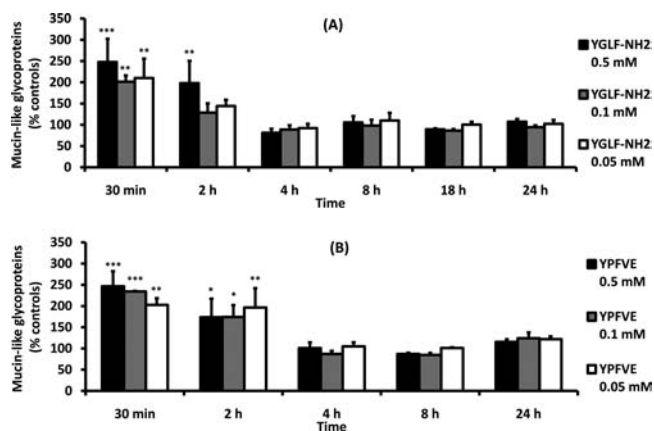 (A)
Mucin-like glycoproteins
(% controls)
350
300
250
200
150
100
50
0
***
**
**
**
30 min
2 h
4 h
8 h
18 h
24 h
Time
YGLF-NH2:
0.5 mM
YGLF-NH2:
0.1 mM
YGLF-NH2:
0.05 mM
(B)
Mucin-like glycoproteins
(% controls)
350
300
250
200
150
100
50
0
***
***
**
*
*
**
30 min
2 h
4 h
8 h
24 h
Time
YPFVE
0.5 mM
YPFVE
0.1 mM
YPFVE
0.05 mM